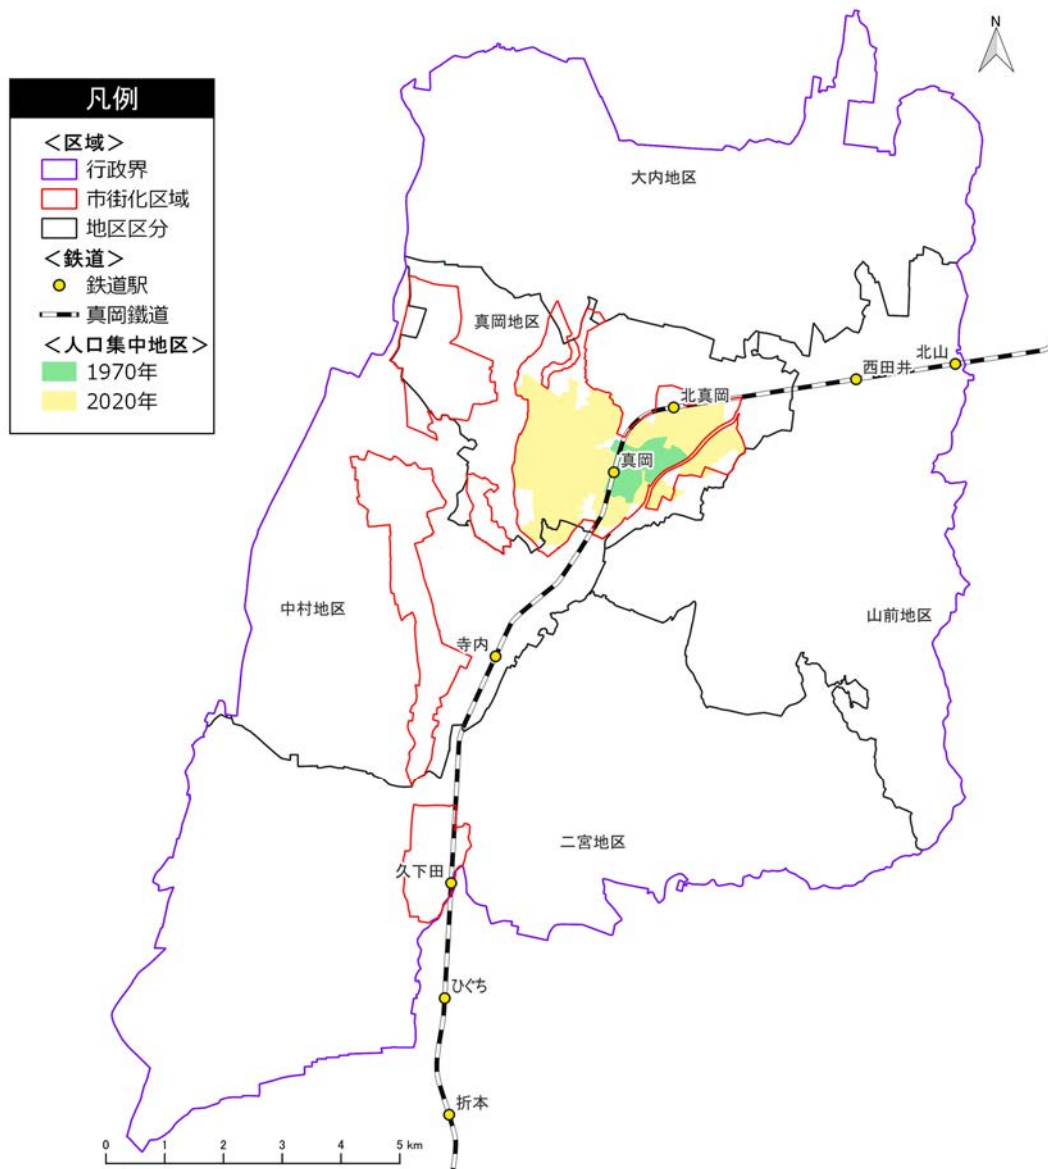 N
凡例
<区域>
行政界
市街化区域
地区区分
<鉄道>
鉄道駅
真岡鐵道
<人口集中地区>
1970年
2020年
大内地区
真岡地区
北山
西田井
北真岡
真岡
中村地区
山前地区
寺内
二宮地区
久下田
ひぐち
折本
0 1 2 3 4 5 km